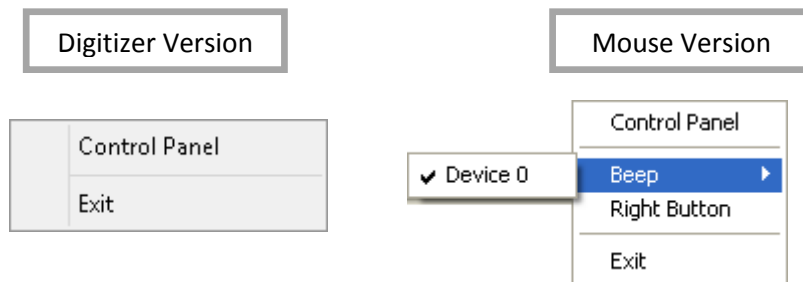 Digitizer Version
Control Panel
Exit
Mouse Version
Control Panel
Beep
Device 0
Right Button
Exit